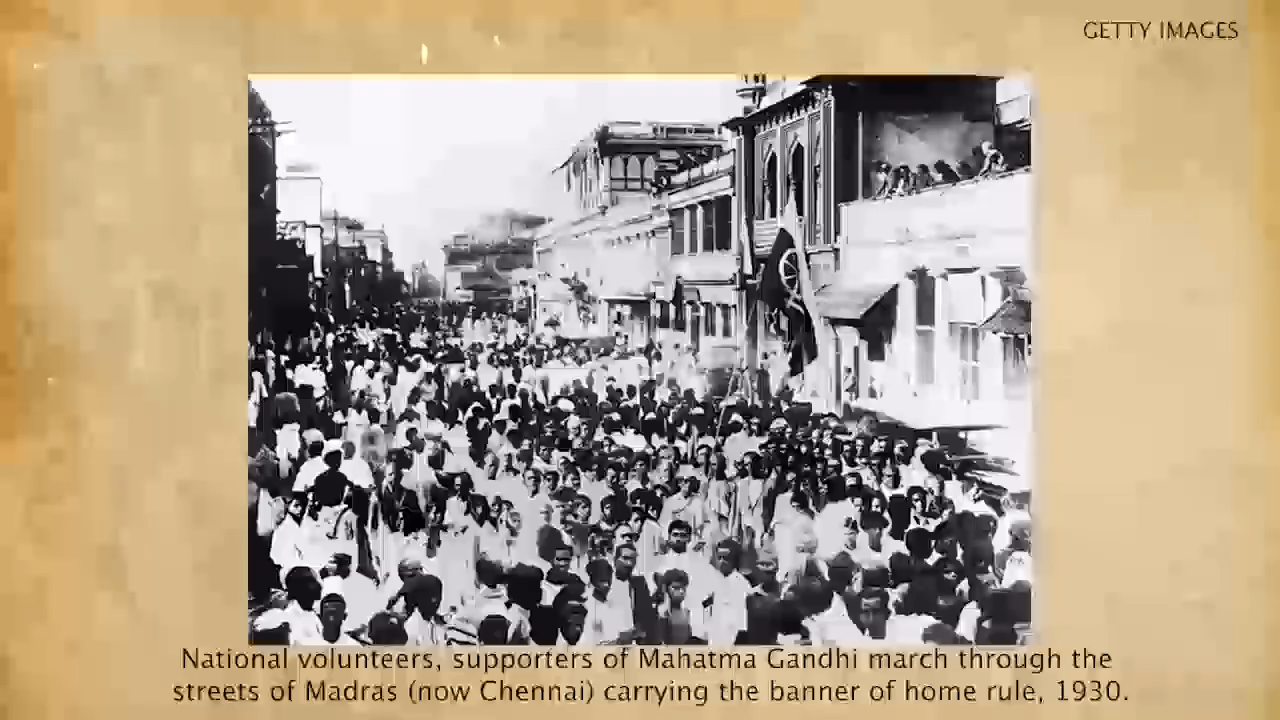 GETTY IMAGES
National volunteers, supporters of Mahatma Gandhi march through the
streets of Madras (now Chennai) carrying the banner of home rule, 1930.